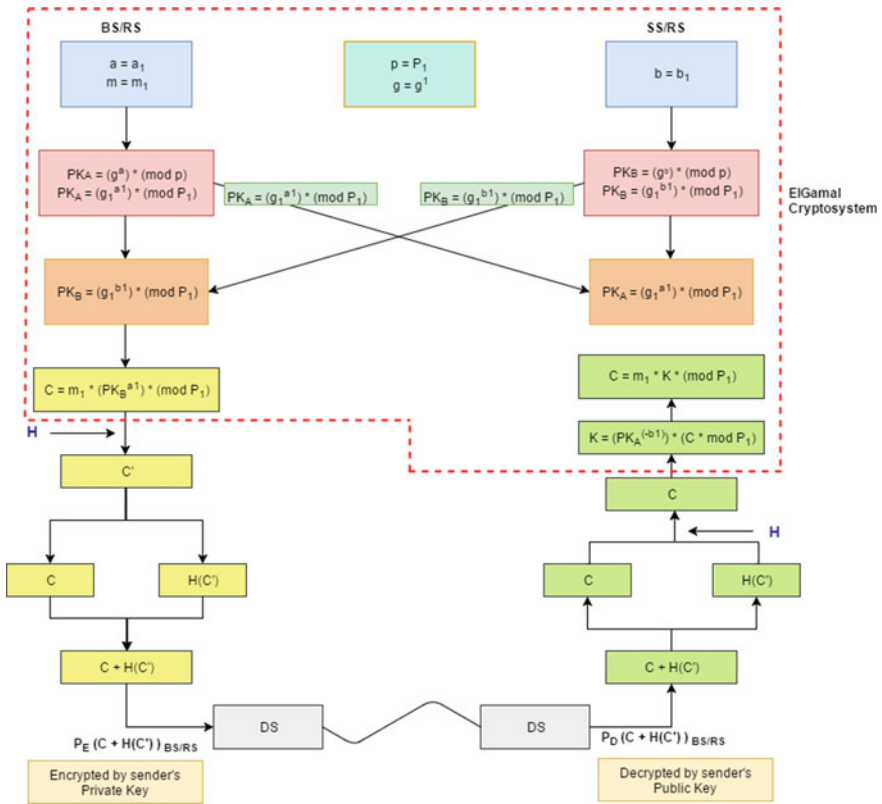 BS/RS
SS/RS
a = a₁
m = m₁
p = P₁
g = g¹
b = b₁
PKA = (gᵃ) * (mod p)
PKA = (g₁ᵃ¹) * (mod P₁)
PKA = (g₁ᵃ¹) * (mod P₁)
PKB = (g₁ᵇ¹) * (mod P₁)
PKB = (gᵇ) * (mod p)
PKB = (g₁ᵇ¹) * (mod P₁)
ElGamal
Cryptosystem
PKB = (g₁ᵇ¹) * (mod P₁)
PKA = (g₁ᵃ¹) * (mod P₁)
C = m₁ * (PKBᵃ¹) * (mod P₁)
C = m₁ * K * (mod P₁)
H
K = (PKA⁽⁻ᵇ¹⁾) * (C * mod P₁)
C'
C
H
C
H(C')
C
H(C')
C + H(C')
C + H(C')
DS
DS
PE (C + H(C')) BS/RS
PD (C + H(C')) BS/RS
Encrypted by sender's
Private Key
Decrypted by sender's
Public Key